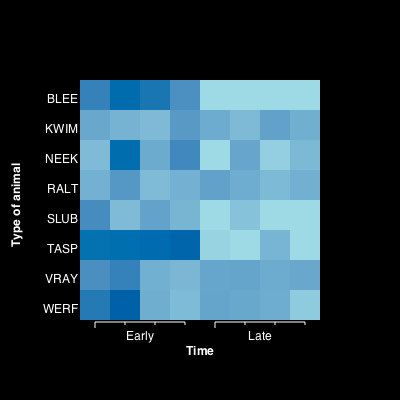 BLEE
KWIM
NEEK
RALT
SLUB
TASP
VRAY
WERF
Type of animal
Early Late
Time